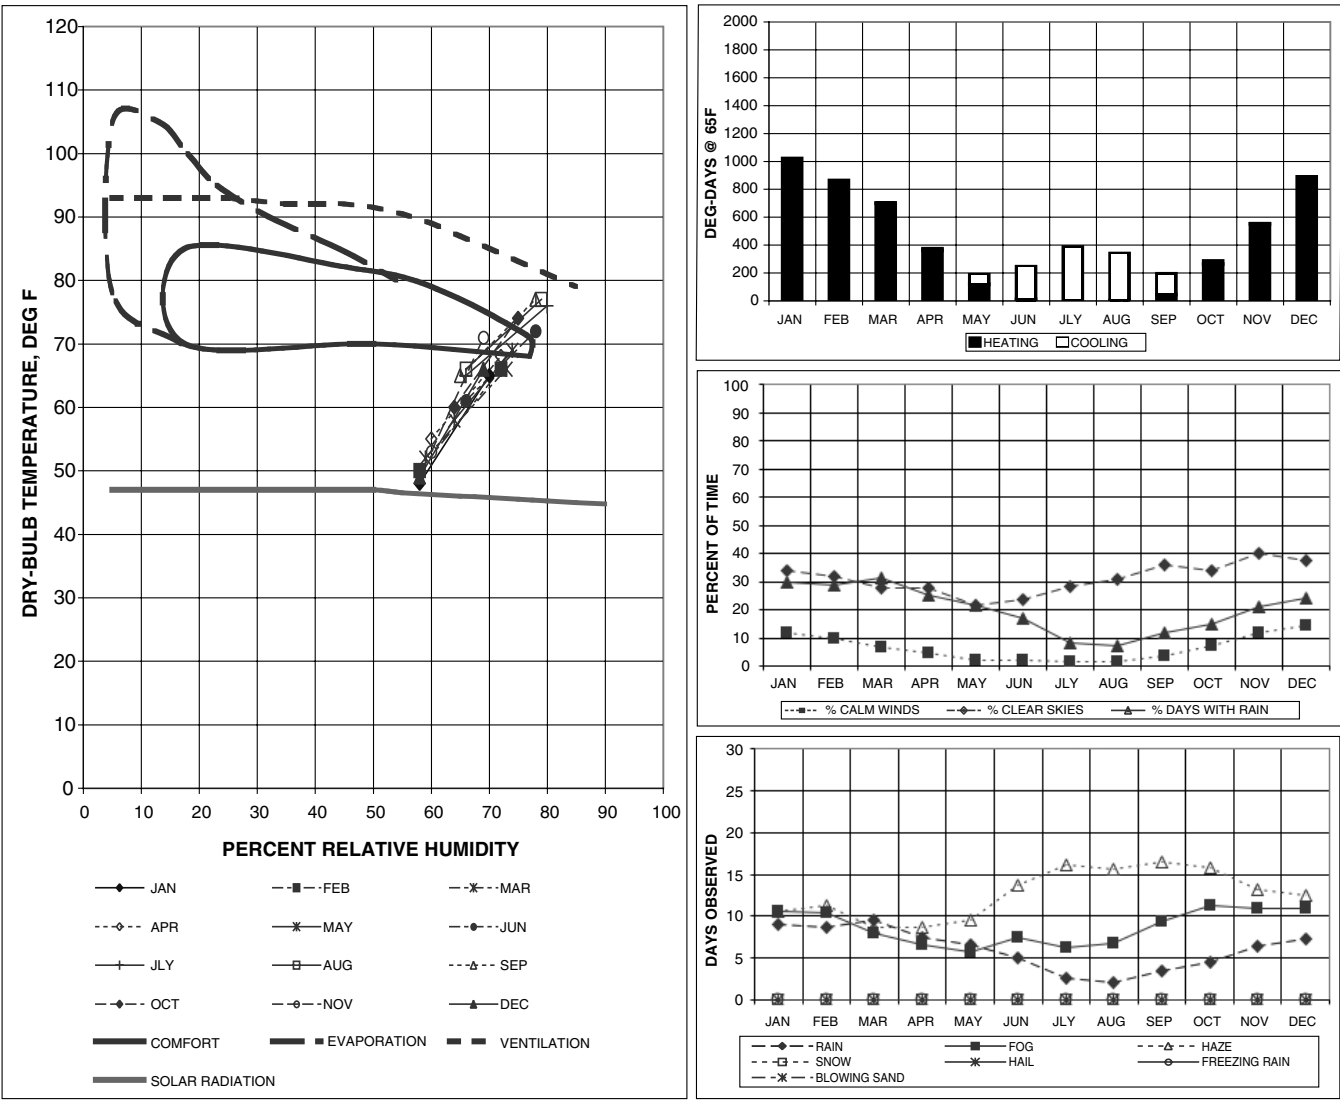 120
110
100
90
80
70
60
50
40
30
20
10
0
DRY-BULB TEMPERATURE, DEG F
0 10 20 30 40 50 60 70 80 90 100
PERCENT RELATIVE HUMIDITY
JAN FEB MAR
APR MAY JUN
JLY AUG SEP
OCT NOV DEC
COMFORT EVAPORATION VENTILATION
SOLAR RADIATION
2000
1800
1600
1400
1200
1000
800
600
400
200
0
DEG-DAYS @ 65F
JAN FEB MAR APR MAY JUN JLY AUG SEP OCT NOV DEC
HEATING COOLING
100
90
80
70
60
50
40
30
20
10
0
PERCENT OF TIME
JAN FEB MAR APR MAY JUN JLY AUG SEP OCT NOV DEC
% CALM WINDS % CLEAR SKIES % DAYS WITH RAIN
30
25
20
15
10
5
0
DAYS OBSERVED
JAN FEB MAR APR MAY JUN JLY AUG SEP OCT NOV DEC
RAIN FOG HAZE
SNOW HAIL FREEZING RAIN
BLOWING SAND